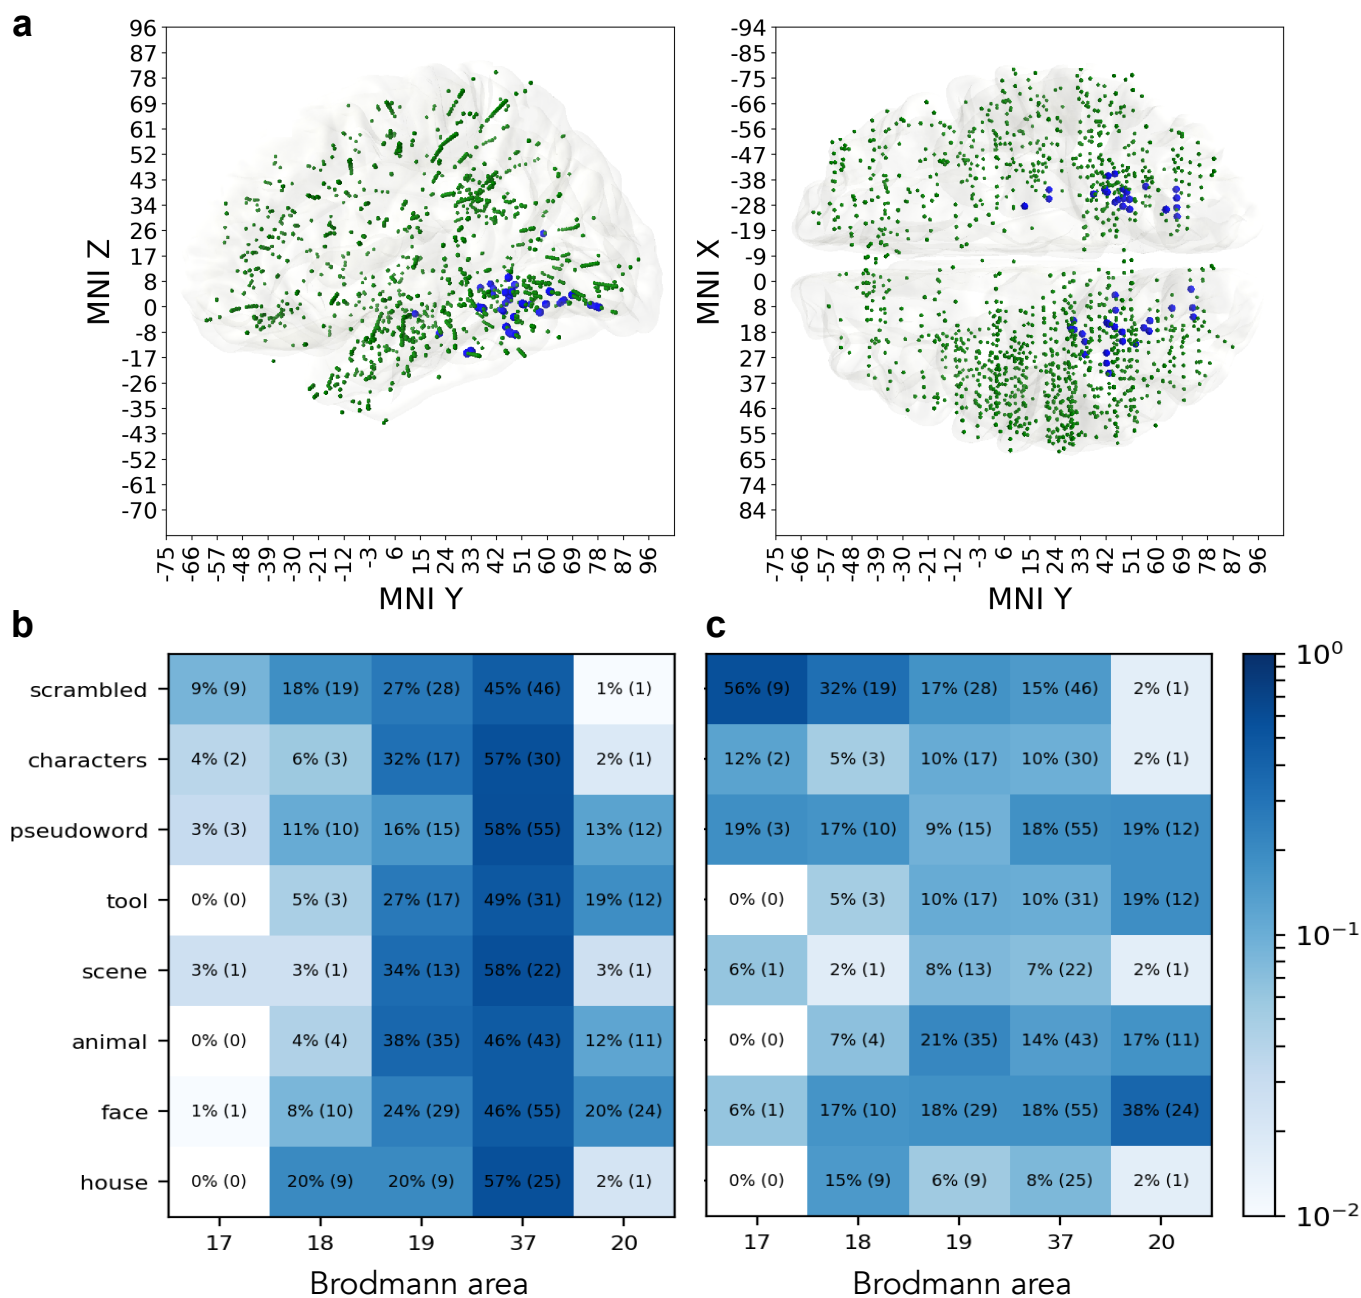 a
96
87
78
69
61
52
43
34
26
17
8
0
-8
-17
-26
-35
-43
-52
-61
-70
MNI Z
-75 -66 -57 -48 -39 -30 -21 -12 -3 6 15 24 33 42 51 60 69 78 87 96
MNI Y
-94
-87
-75
-66
-56
-47
-38
-28
-19
-9
0
8
18
27
37
46
55
65
74
84
MNI X
-75 -66 -57 -48 -39 -30 -21 -12 -3 6 15 24 33 42 51 60 69 78 87 96
MNI Y
b
scrambled 9% (9) 18% (19) 27% (28) 45% (46) 1% (1)
characters 4% (2) 6% (3) 32% (17) 57% (30) 2% (1)
pseudoword 3% (3) 11% (10) 16% (15) 58% (55) 13% (12)
tool 0% (0) 5% (3) 27% (17) 49% (31) 19% (12)
scene 3% (1) 3% (1) 34% (13) 58% (22) 3% (1)
animal 0% (0) 4% (4) 38% (35) 46% (43) 12% (11)
face 1% (1) 8% (10) 24% (29) 46% (55) 20% (24)
house 0% (0) 20% (9) 20% (9) 57% (25) 2% (1)
17 18 19 37 20
Brodmann area
c
56% (9) 32% (19) 17% (28) 15% (46) 2% (1)
12% (2) 5% (3) 10% (17) 10% (30) 2% (1)
19% (3) 17% (10) 9% (15) 18% (55) 19% (12)
0% (0) 5% (3) 10% (17) 10% (31) 19% (12)
6% (1) 2% (1) 8% (13) 7% (22) 2% (1)
0% (0) 7% (4) 21% (35) 14% (43) 17% (11)
6% (1) 17% (10) 18% (29) 18% (55) 38% (24)
0% (0) 15% (9) 6% (9) 8% (25) 2% (1)
17 18 19 37 20
Brodmann area
10⁰
10⁻¹
10⁻²